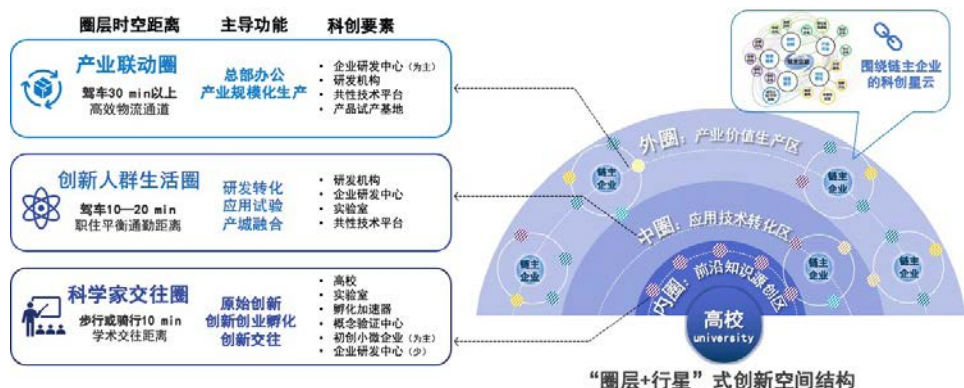 圈层时空距离 主导功能 科创要素
产业联动圈
驾车30 min以上
高效物流通道
总部办公
产业规模化生产
• 企业研发中心（为主）
• 研发机构
• 共性技术平台
• 产品试产基地
创新人群生活圈
驾车10—20 min
职住平衡通勤距离
研发转化
应用试验
产城融合
• 研发机构
• 企业研发中心
• 实验室
• 共性技术平台
科学家交往圈
步行或骑行10 min
学术交往距离
原始创新
创新创业孵化
创新交往
• 高校
• 实验室
• 孵化加速器
• 概念验证中心
• 初创小微企业（为主）
• 企业研发中心（少）
围绕链主企业
的科创星云
外圈：产业价值生产区
中圈：应用技术转化区
内圈：前沿知识源创区
链主
企业
链主
企业
链主
企业
链主
企业
链主
企业
高校
university
“圈层+行星”式创新空间结构